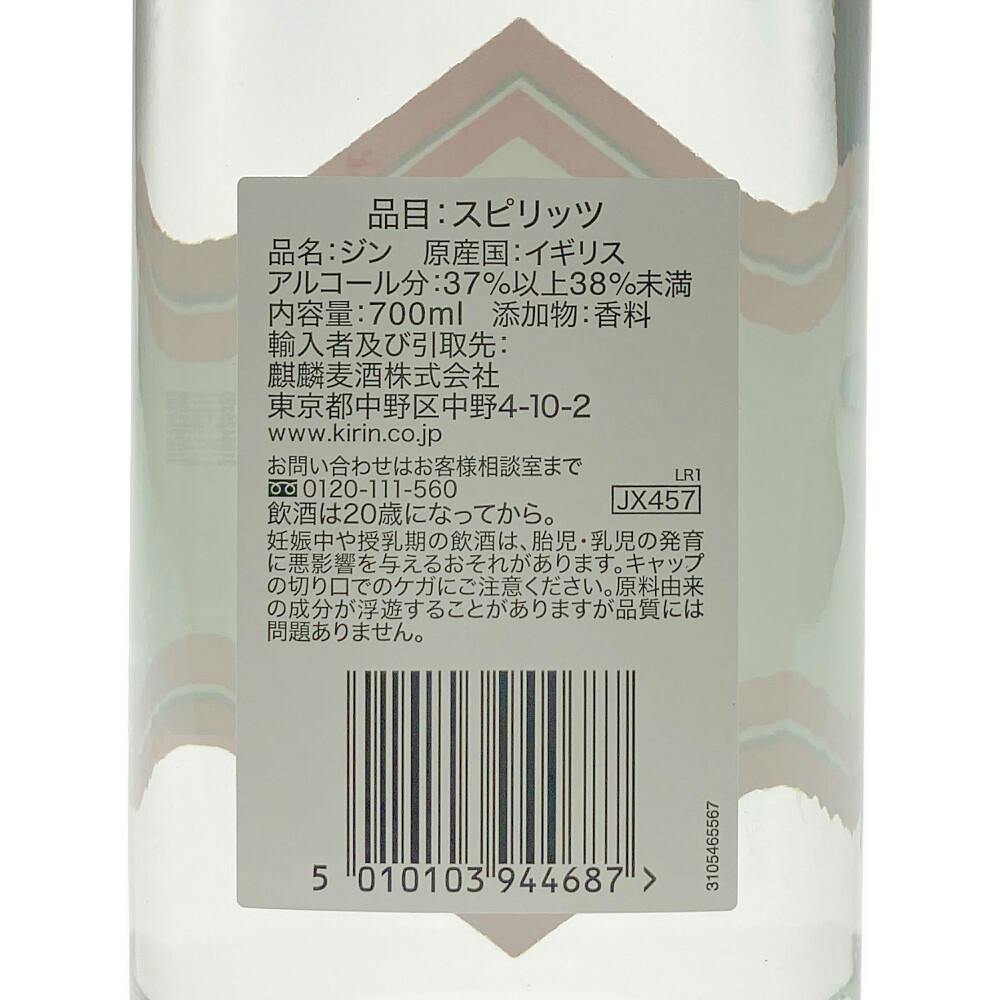 品目:スピリッツ
品名:ジン 原産国:イギリス
アルコール分:37%以上38%未満
内容量:700ml 添加物:香料
輸入者及び引取先:
麒麟麦酒株式会社
東京都中野区中野4-10-2
www.kirin.co.jp
お問い合わせはお客様相談室まで
0120-111-560
LR1
JX457
飲酒は20歳になってから。
妊娠中や授乳期の飲酒は、胎児・乳児の発育
に悪影響を与えるおそれがあります。キャップ
の切り口でのケガにご注意ください。原料由来
の成分が浮遊することがありますが品質には
問題ありません。
5 010103 944687 >
3105465567